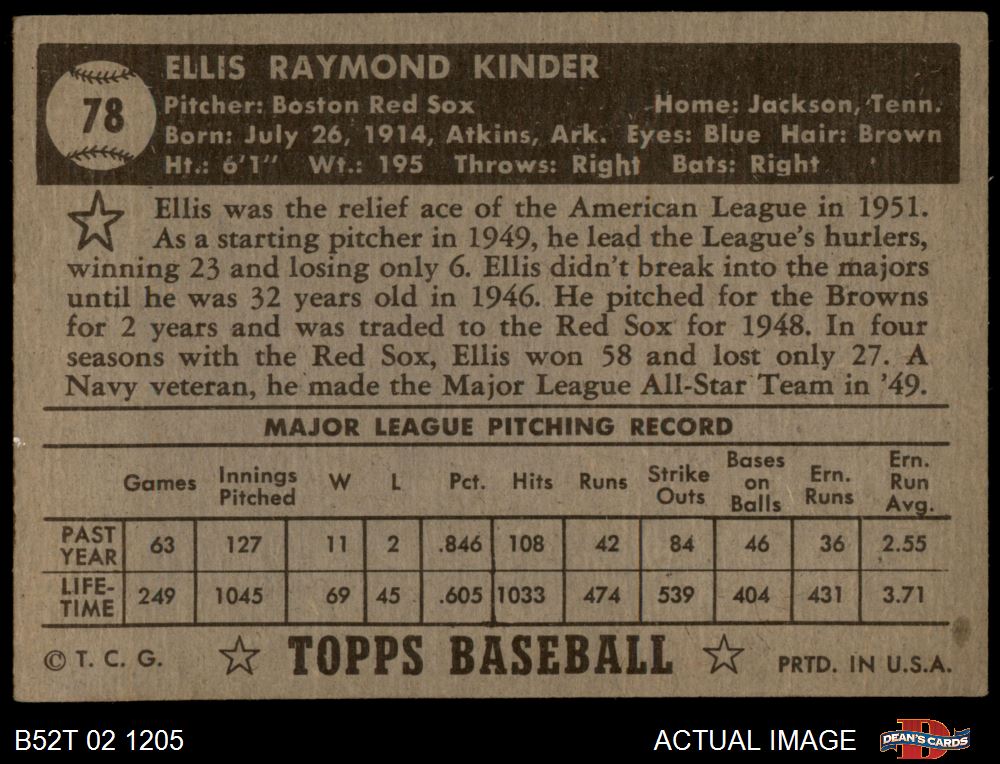 78
ELLIS RAYMOND KINDER
Pitcher: Boston Red Sox Home: Jackson, Tenn.
Born: July 26, 1914, Atkins, Ark. Eyes: Blue Hair: Brown
Ht.: 6'1" Wt.: 195 Throws: Right Bats: Right
Ellis was the relief ace of the American League in 1951.
As a starting pitcher in 1949, he lead the League's hurlers,
winning 23 and losing only 6. Ellis didn't break into the majors
until he was 32 years old in 1946. He pitched for the Browns
for 2 years and was traded to the Red Sox for 1948. In four
seasons with the Red Sox, Ellis won 58 and lost only 27. A
Navy veteran, he made the Major League All-Star Team in '49.
MAJOR LEAGUE PITCHING RECORD
Games Innings Pitched W L Pct. Hits Runs Strike Outs Bases on Balls Ern. Runs Ern. Run Avg.
PAST YEAR 63 127 11 2 .846 108 42 84 46 36 2.55
LIFE-TIME 249 1045 69 45 .605 1033 474 539 404 431 3.71
© T. C. G. TOPPS BASEBALL PRTD. IN U.S.A.
B52T 02 1205 ACTUAL IMAGE DEAN'S CARDS